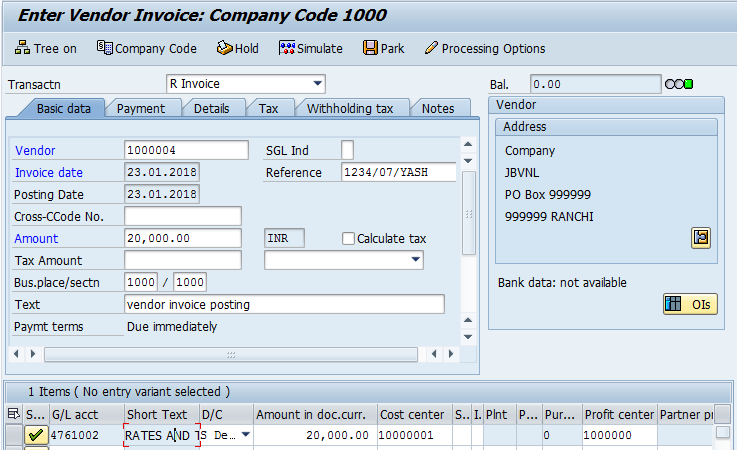 Enter Vendor Invoice: Company Code 1000
Tree on Company Code Hold Simulate Park Processing Options
Transactn R Invoice Bal. 0.00
Basic data Payment Details Tax Withholding tax Notes
Vendor 1000004 SGL Ind
Invoice date 23.01.2018 Reference 1234/07/YASH
Posting Date 23.01.2018
Cross-CCode No.
Amount 20,000.00 INR Calculate tax
Tax Amount
Bus.place/sectn 1000 / 1000
Text vendor invoice posting
Paymt terms Due immediately
Vendor
Address
Company
JBVNL
PO Box 999999
999999 RANCHI
Bank data: not available
OIs
1 Items ( No entry variant selected )
S... G/L acct Short Text D/C Amount in doc.curr. Cost center S.. I. Plnt P... Pur... Profit center Partner pr
4761002 RATES AND T S De... 20,000.00 10000001 0 1000000